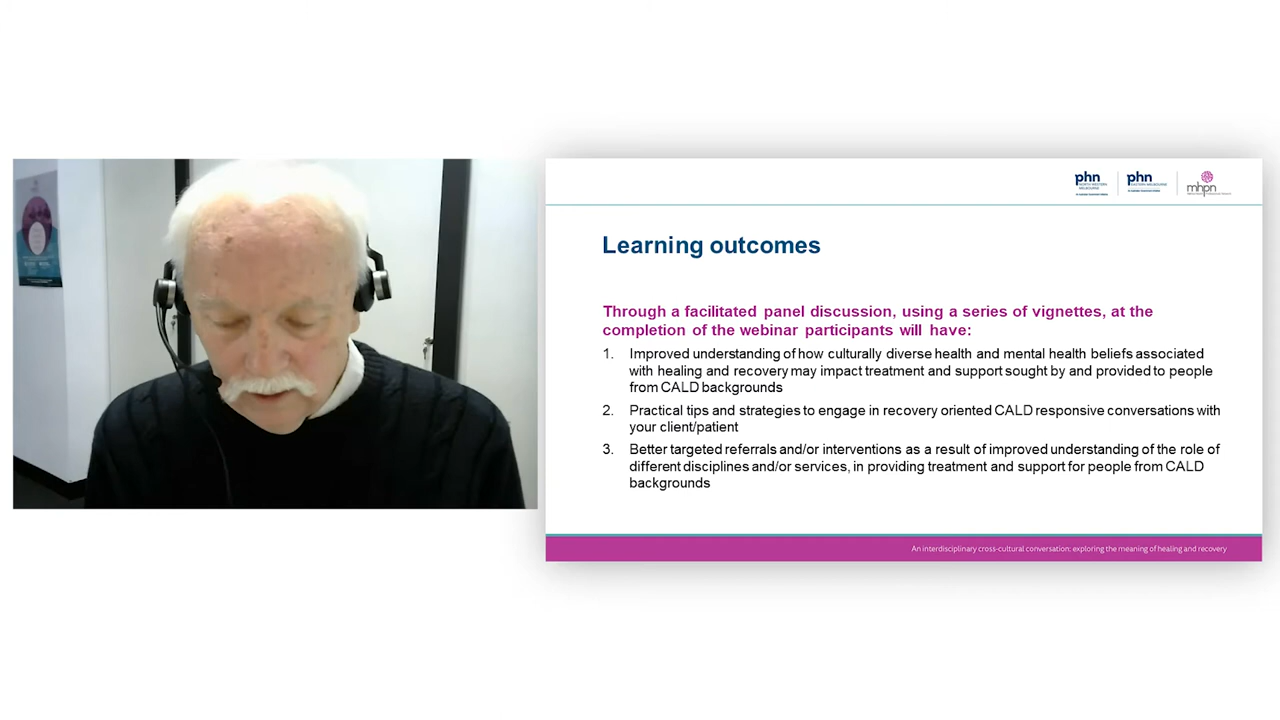 phn
NORTH WESTERN
MELBOURNE
phn
EASTERN MELBOURNE
mhpn
Learning outcomes
Through a facilitated panel discussion, using a series of vignettes, at the
completion of the webinar participants will have:
1. Improved understanding of how culturally diverse health and mental health beliefs associated
with healing and recovery may impact treatment and support sought by and provided to people
from CALD backgrounds
2. Practical tips and strategies to engage in recovery oriented CALD responsive conversations with
your client/patient
3. Better targeted referrals and/or interventions as a result of improved understanding of the role of
different disciplines and/or services, in providing treatment and support for people from CALD
backgrounds
An interdisciplinary cross-cultural conversation: exploring the meaning of healing and recovery